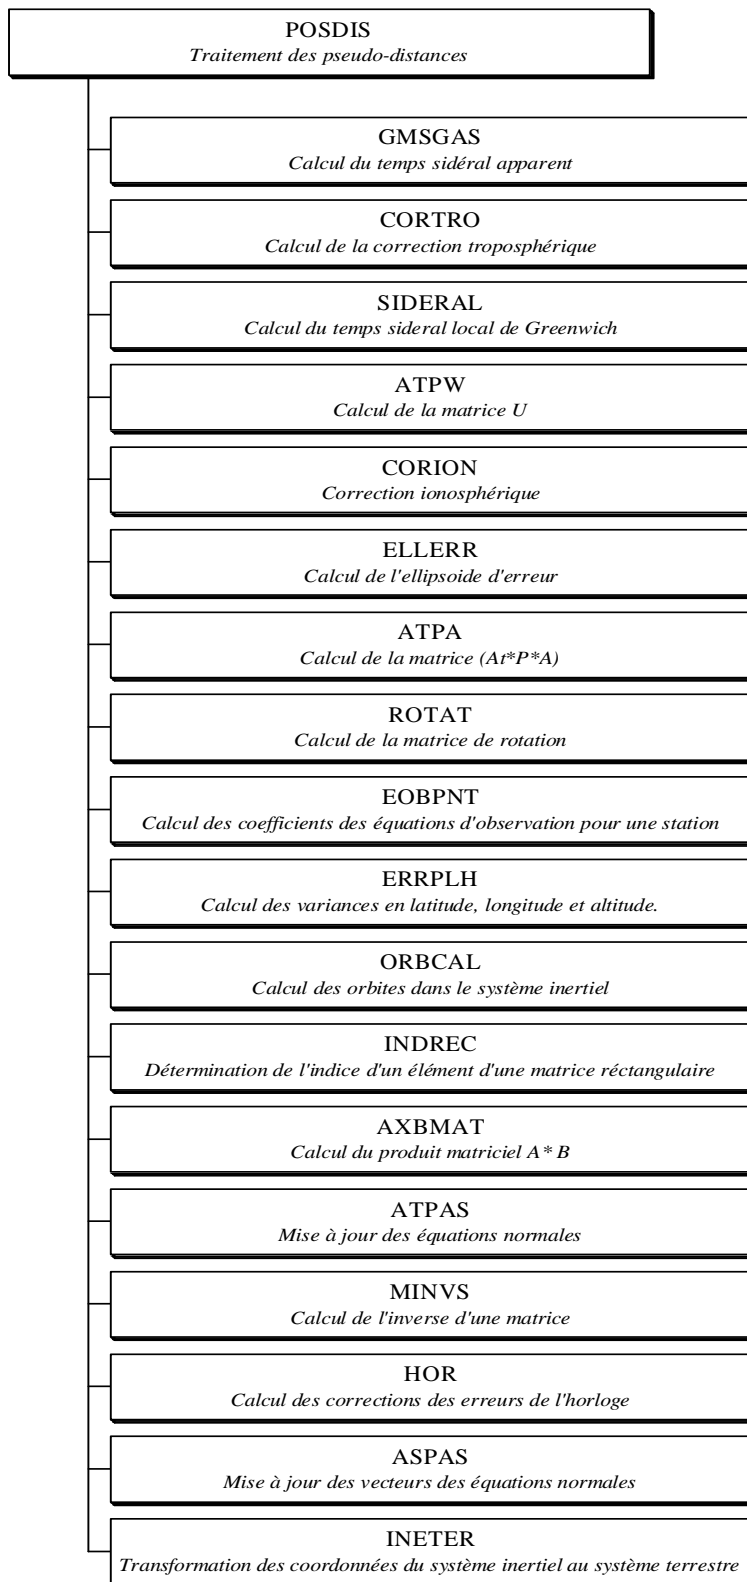 POSDIS
Traitement des pseudo-distances
GMSGAS
Calcul du temps sidéral apparent
CORTRO
Calcul de la correction troposphérique
SIDERAL
Calcul du temps sideral local de Greenwich
ATPW
Calcul de la matrice U
CORION
Correction ionosphérique
ELLERR
Calcul de l'ellipsoide d'erreur
ATPA
Calcul de la matrice (At*P*A)
ROTAT
Calcul de la matrice de rotation
EOBPNT
Calcul des coefficients des équations d'observation pour une station
ERRPLH
Calcul des variances en latitude, longitude et altitude.
ORBCAL
Calcul des orbites dans le système inertiel
INDREC
Détermination de l'indice d'un élément d'une matrice réctangulaire
AXBMAT
Calcul du produit matriciel A* B
ATPAS
Mise à jour des équations normales
MINVS
Calcul de l'inverse d'une matrice
HOR
Calcul des corrections des erreurs de l'horloge
ASPAS
Mise à jour des vecteurs des équations normales
INETER
Transformation des coordonnées du système inertiel au système terrestre